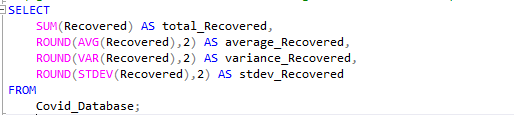 SELECT
SUM(Recovered) AS total_Recovered,
ROUND(AVG(Recovered),2) AS average_Recovered,
ROUND(VAR(Recovered),2) AS variance_Recovered,
ROUND(STDEV(Recovered),2) AS stdev_Recovered
FROM
Covid_Database;